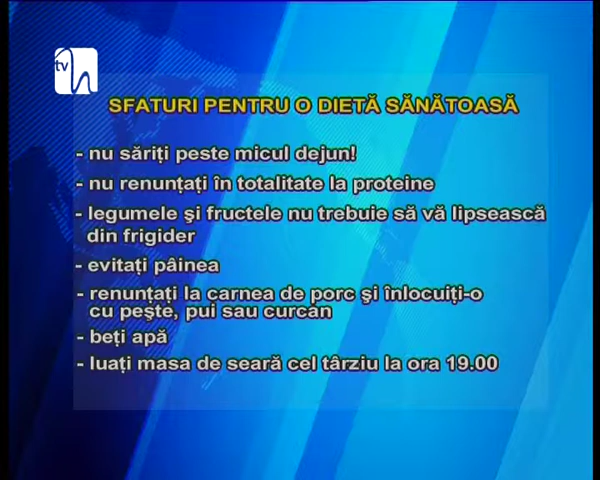 tv
SFATURI PENTRU O DIETĂ SĂNĂTOASĂ
- nu săriți peste micul dejun!
- nu renunțați în totalitate la proteine
- legumele şi fructele nu trebuie să vă lipsească
din frigider
- evitați pâinea
- renunțați la carnea de porc şi înlocuiți-o
cu peşte, pui sau curcan
- beți apă
- luați masa de seară cel târziu la ora 19.00